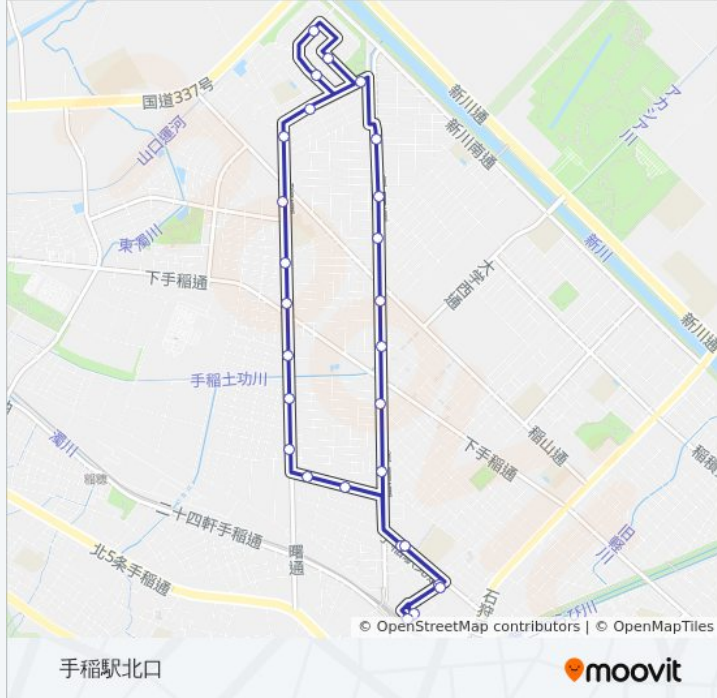 国道337号
山口運河
新川通
新川南通
アカシア川
東濁川
下手稲通
大学西通
新川
新川通
手稲土功川
稲山通
下手稲通
濁川
二十四軒手稲通
曙通
北5条手稲通
© OpenStreetMap contributors | © OpenMapTiles
手稲駅北口
moovit